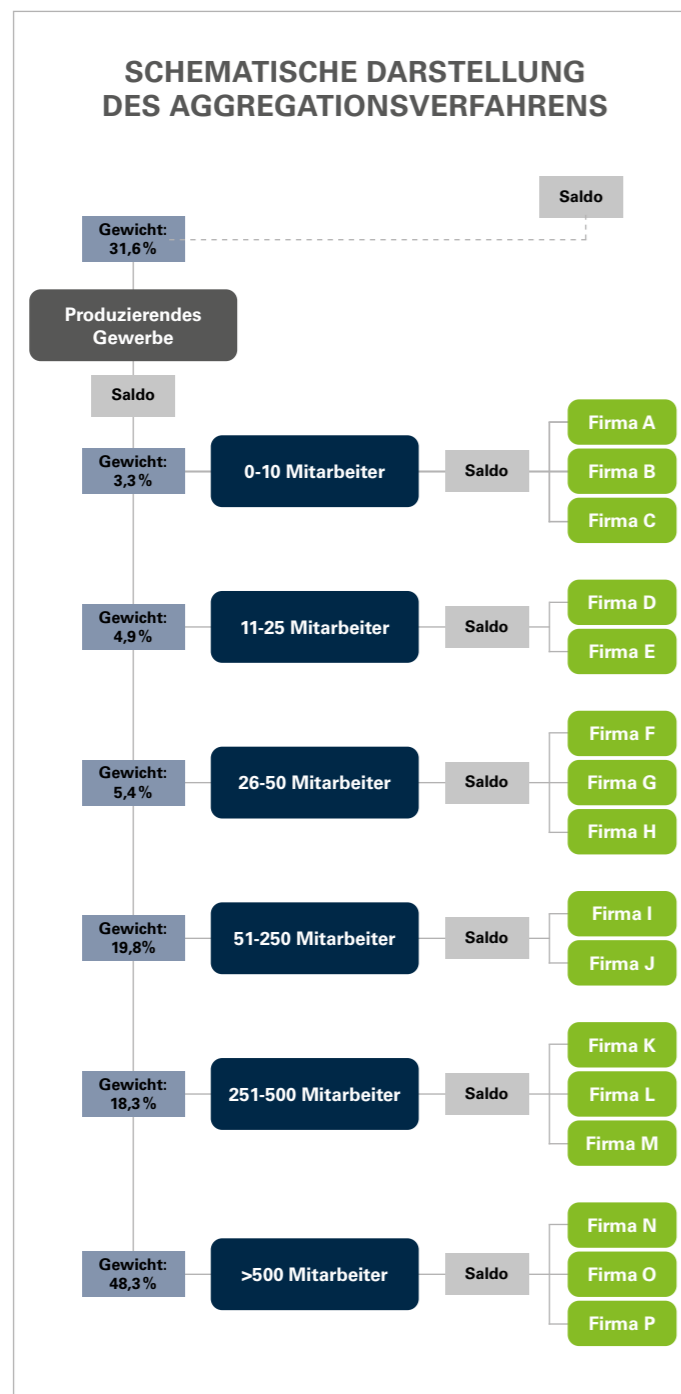 SCHEMATISCHE DARSTELLUNG
DES AGGREGATIONSVERFAHRENS
Saldo
Gewicht:
31,6%
Produzierendes
Gewerbe
Saldo
Gewicht:
3,3%
0-10 Mitarbeiter
Saldo
Firma A
Firma B
Firma C
Gewicht:
4,9%
11-25 Mitarbeiter
Saldo
Firma D
Firma E
Gewicht:
5,4%
26-50 Mitarbeiter
Saldo
Firma F
Firma G
Firma H
Gewicht:
19,8%
51-250 Mitarbeiter
Saldo
Firma I
Firma J
Gewicht:
18,3%
251-500 Mitarbeiter
Saldo
Firma K
Firma L
Firma M
Gewicht:
48,3%
>500 Mitarbeiter
Saldo
Firma N
Firma O
Firma P